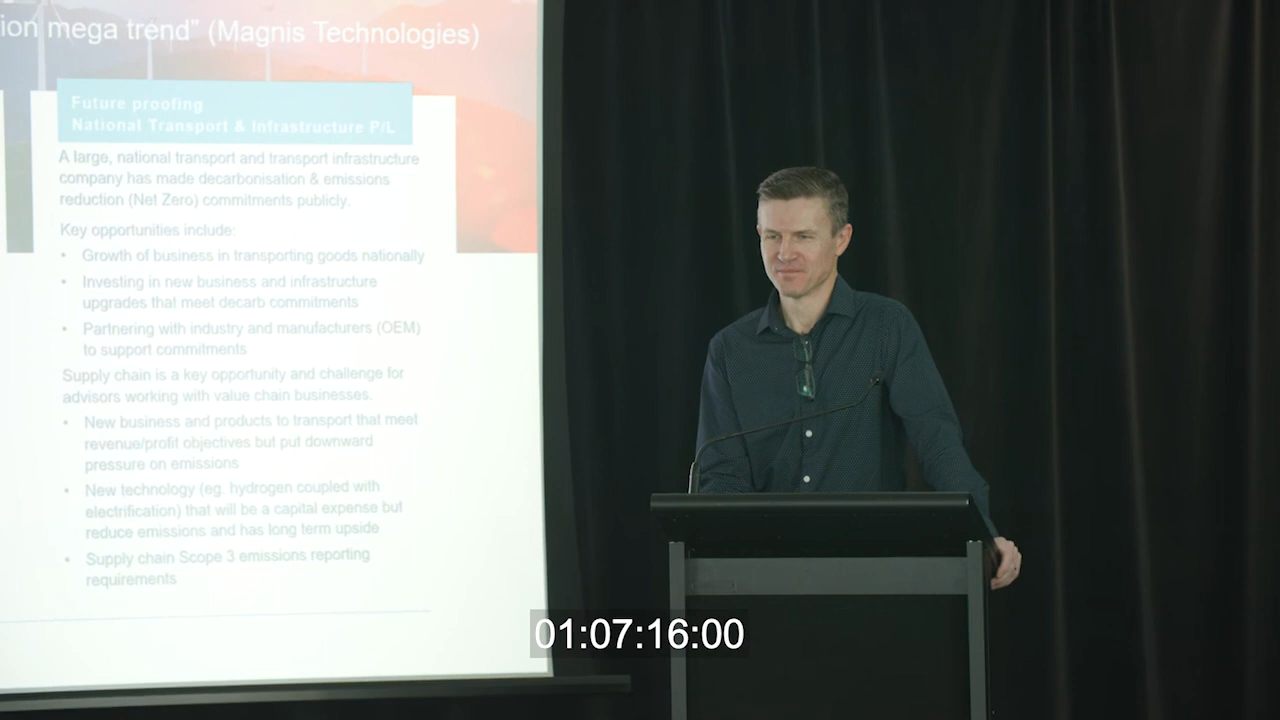 ion mega trend” (Magnis Technologies)
Future proofing
National Transport & Infrastructure P/L
A large, national transport and transport infrastructure
company has made decarbonisation & emissions
reduction (Net Zero) commitments publicly.
Key opportunities include:
• Growth of business in transporting goods nationally
• Investing in new business and infrastructure
upgrades that meet decarb commitments
• Partnering with industry and manufacturers (OEM)
to support commitments
Supply chain is a key opportunity and challenge for
advisors working with value chain businesses.
• New business and products to transport that meet
revenue/profit objectives but put downward
pressure on emissions
• New technology (eg. hydrogen coupled with
electrification) that will be a capital expense but
reduce emissions and has long term upside
• Supply chain Scope 3 emissions reporting
requirements
01:07:16:00